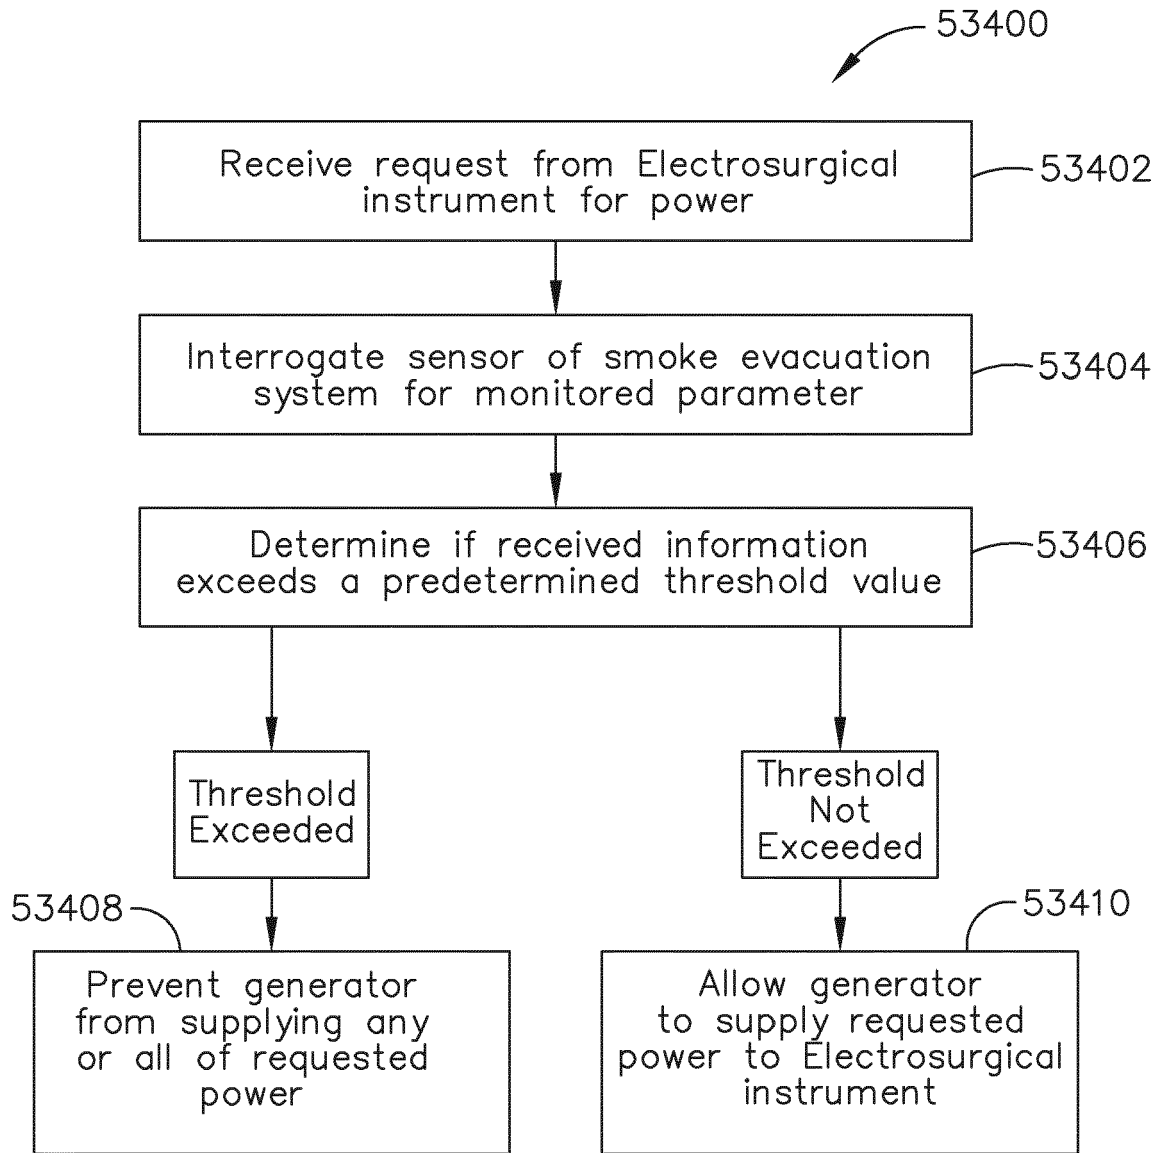 53400
Receive request from Electrosurgical
instrument for power
53402
Interrogate sensor of smoke evacuation
system for monitored parameter
53404
Determine if received information
exceeds a predetermined threshold value
53406
Threshold
Exceeded
Threshold
Not
Exceeded
53408
Prevent generator
from supplying any
or all of requested
power
53410
Allow generator
to supply requested
power to Electrosurgical
instrument